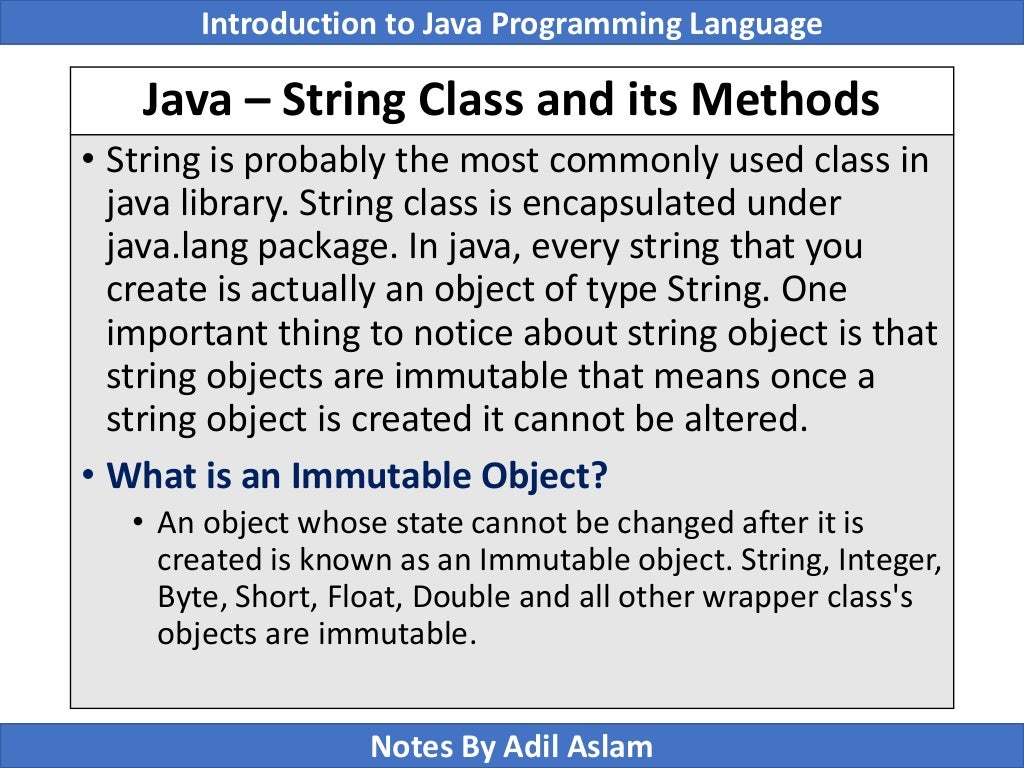 Introduction to Java Programming Language
Java – String Class and its Methods
• String is probably the most commonly used class in
java library. String class is encapsulated under
java.lang package. In java, every string that you
create is actually an object of type String. One
important thing to notice about string object is that
string objects are immutable that means once a
string object is created it cannot be altered.
• What is an Immutable Object?
• An object whose state cannot be changed after it is
created is known as an Immutable object. String, Integer,
Byte, Short, Float, Double and all other wrapper class's
objects are immutable.
Notes By Adil Aslam